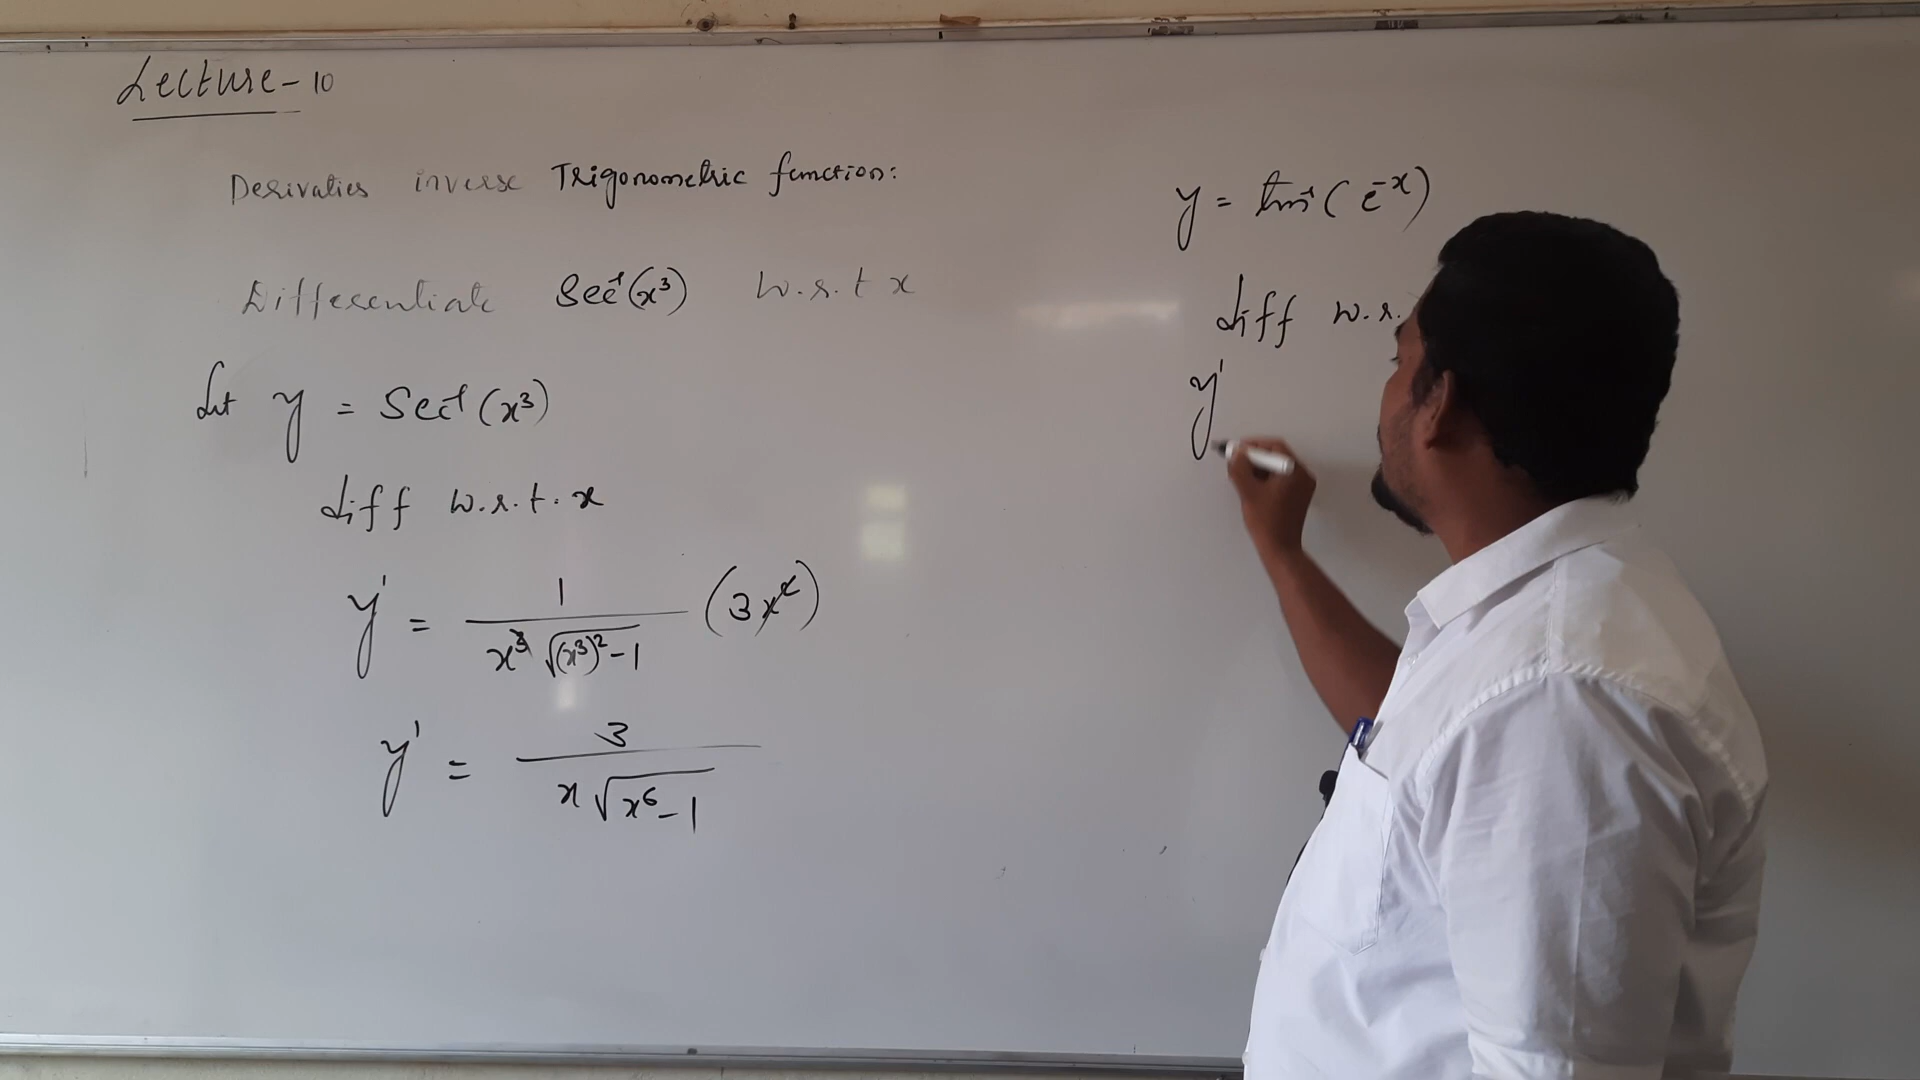 Lecture-10
Derivaties inverse Trigonometric function:
Differentiate Sec⁻¹(x³) w.r.t x
Let y = Sec⁻¹(x³)
diff w.r.t. x
y' = 1/(x³√((x³)²-1)) (3x²)
y' = 3/(x√(x⁶-1))
y = tan⁻¹(e⁻ˣ)
diff w.r.
y'